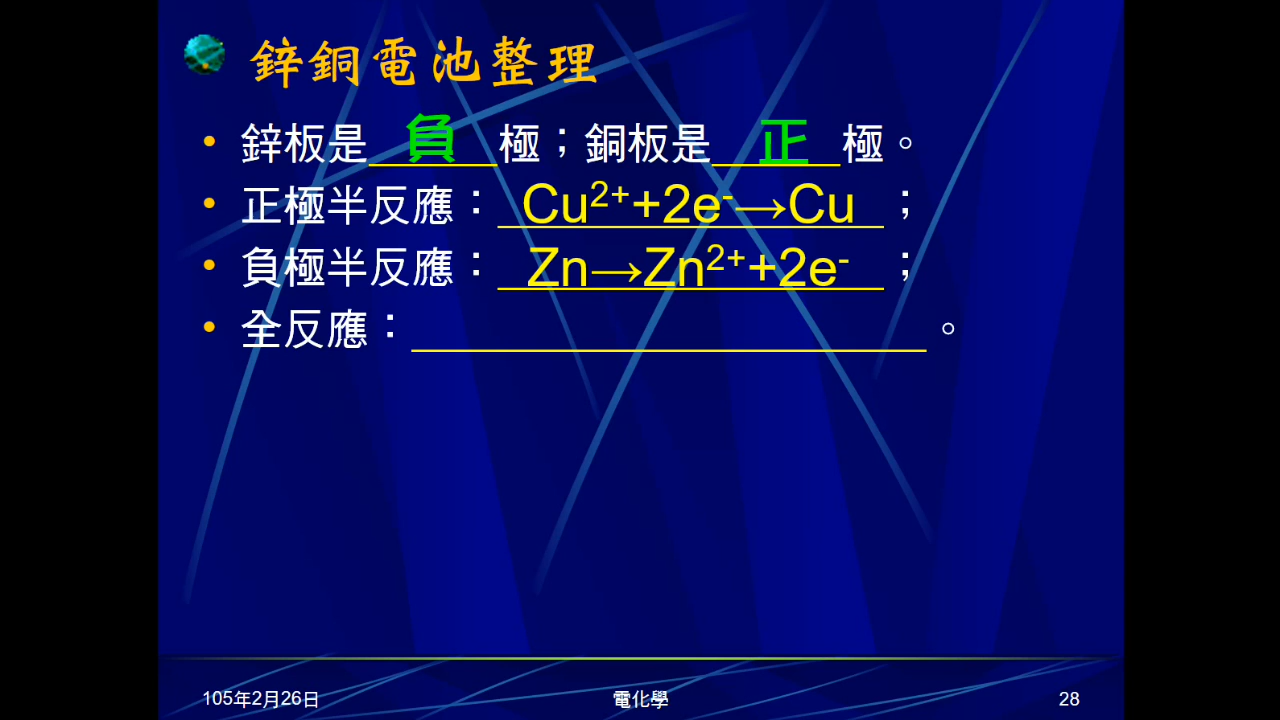 鋅銅電池整理
• 鋅板是負極；銅板是正極。
• 正極半反應：Cu²⁺+2e⁻→Cu；
• 負極半反應：Zn→Zn²⁺+2e⁻；
• 全反應：____________________。
105年2月26日
電化學
28